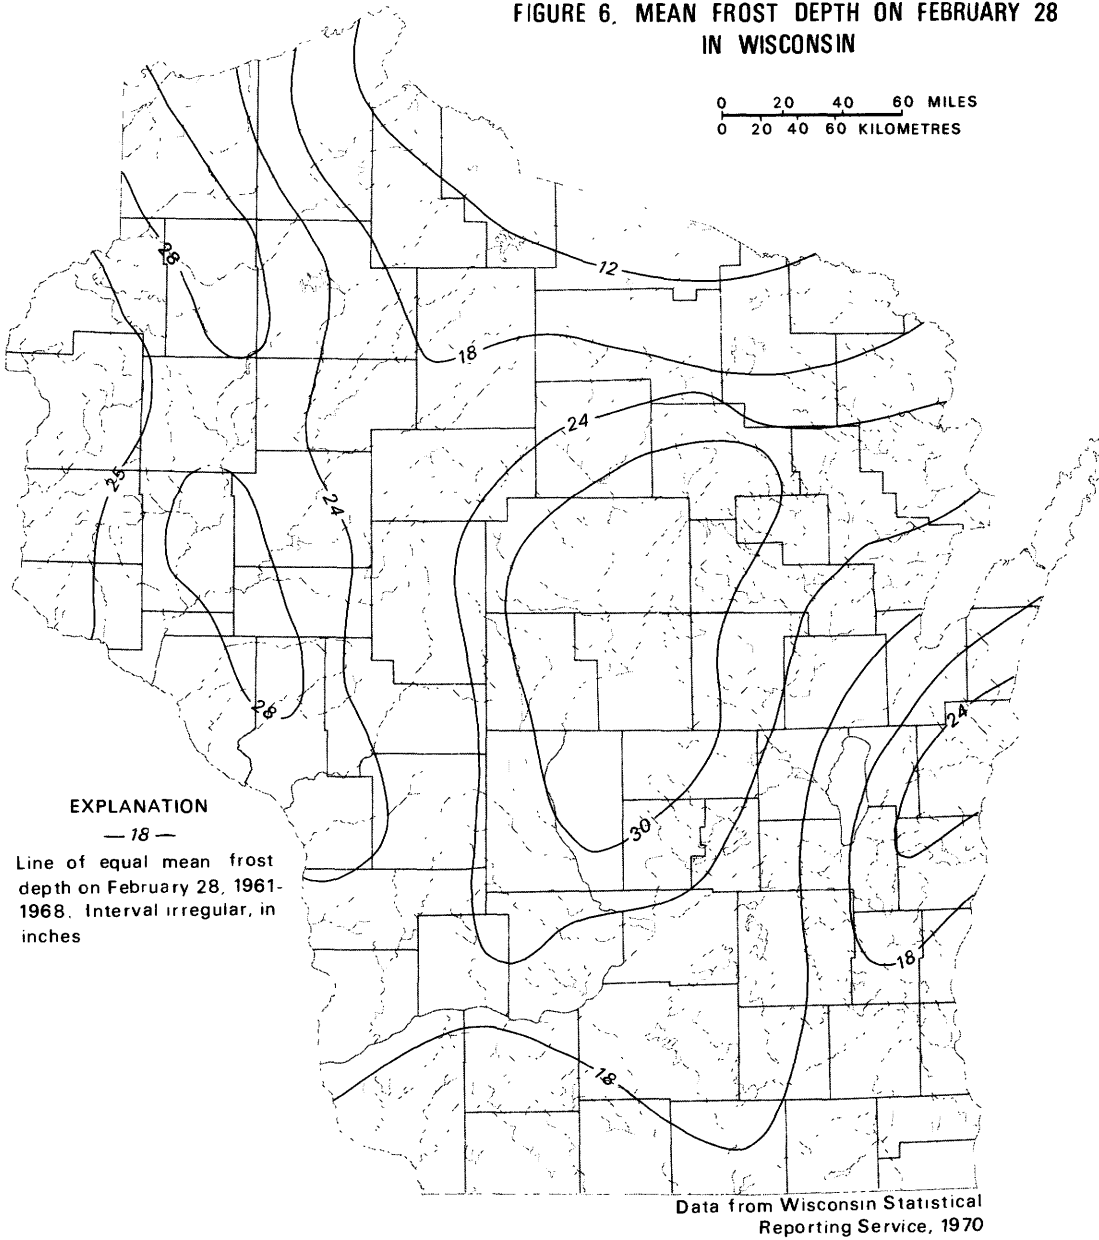 FIGURE 6. MEAN FROST DEPTH ON FEBRUARY 28
IN WISCONSIN
0 20 40 60 MILES
0 20 40 60 KILOMETRES
28
12
18
24
25
24
28
24
30
18
18
EXPLANATION
— 18 —
Line of equal mean frost
depth on February 28, 1961-
1968. Interval irregular, in
inches
Data from Wisconsin Statistical
Reporting Service, 1970